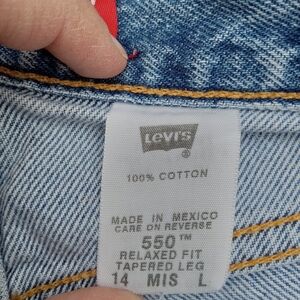 Levi's ®
100% COTTON
MADE IN MEXICO
CARE ON REVERSE
550™
RELAXED FIT
TAPERED LEG
14 MIS L